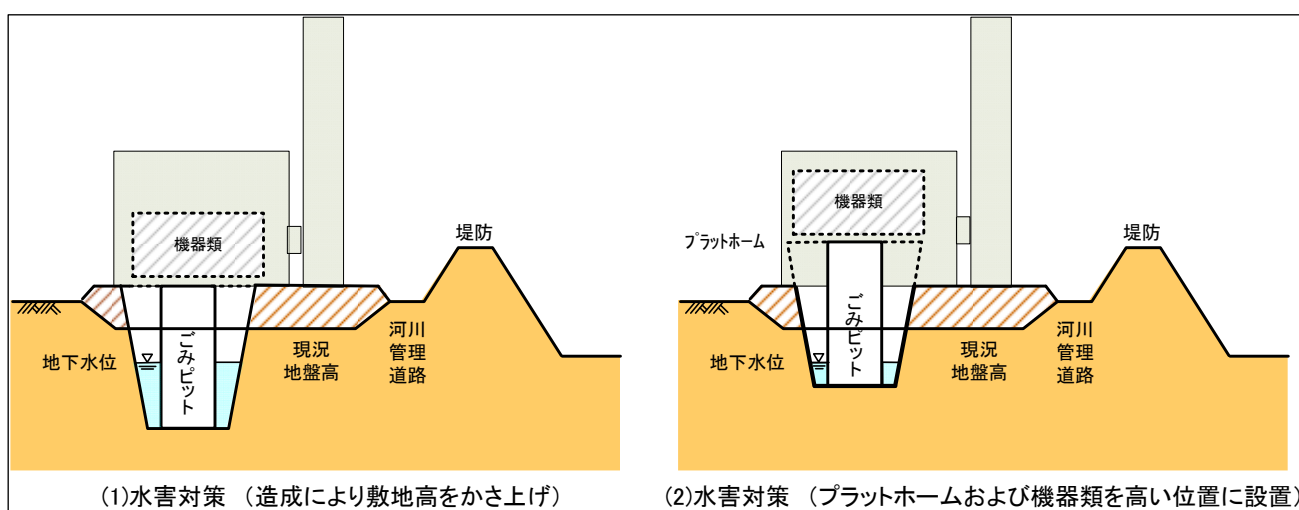 機器類
堤防
地下水位
ごみピット
現況
地盤高
河川
管理
道路
(1)水害対策 (造成により敷地高をかさ上げ)
機器類
プラットホーム
堤防
地下水位
ごみピット
現況
地盤高
河川
管理
道路
(2)水害対策 (プラットホームおよび機器類を高い位置に設置)